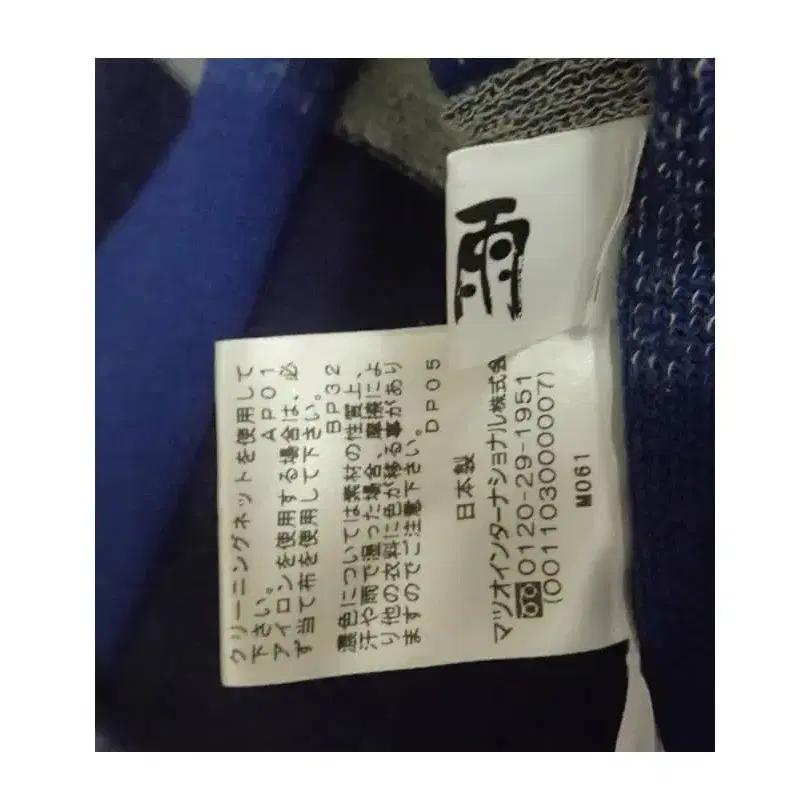 雨
クリーニングネットを使用して
下さい。 AP01
アイロンを使用する場合は、必
ず当て布を使用して下さい。
BP32
濃色については素材の性質上、
汗や雨で湿った場合、摩擦によ
り他の衣料に色が移る事があり
ますのでご注意下さい。
DP05
日本製
マツオインターナショナル株式会
0120-29-1951
(0011030000007)
M061